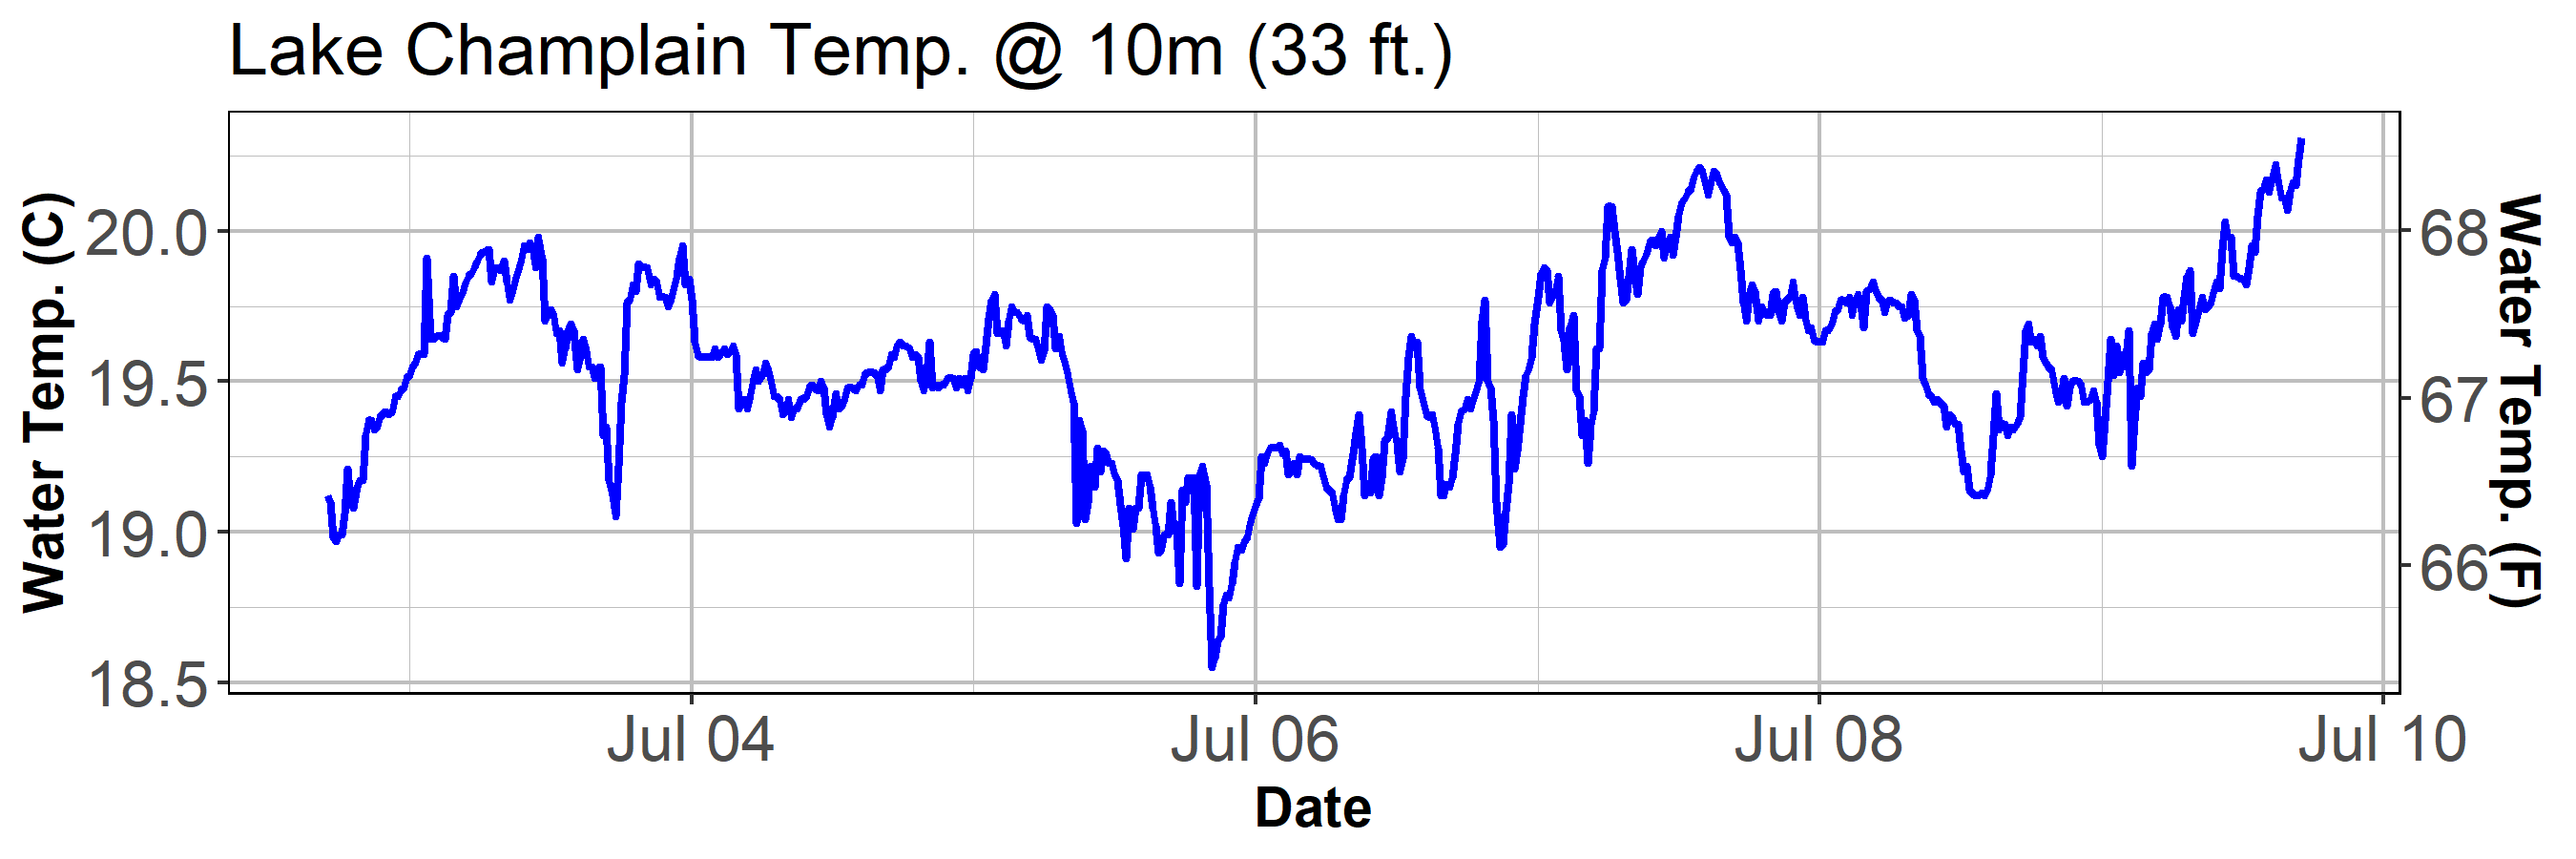 Lake Champlain Temp. @ 10m (33 ft.)
Water Temp. (C)
20.0
19.5
19.0
18.5
68
67
66
Water Temp. (F)
Jul 04
Jul 06
Jul 08
Jul 10
Date